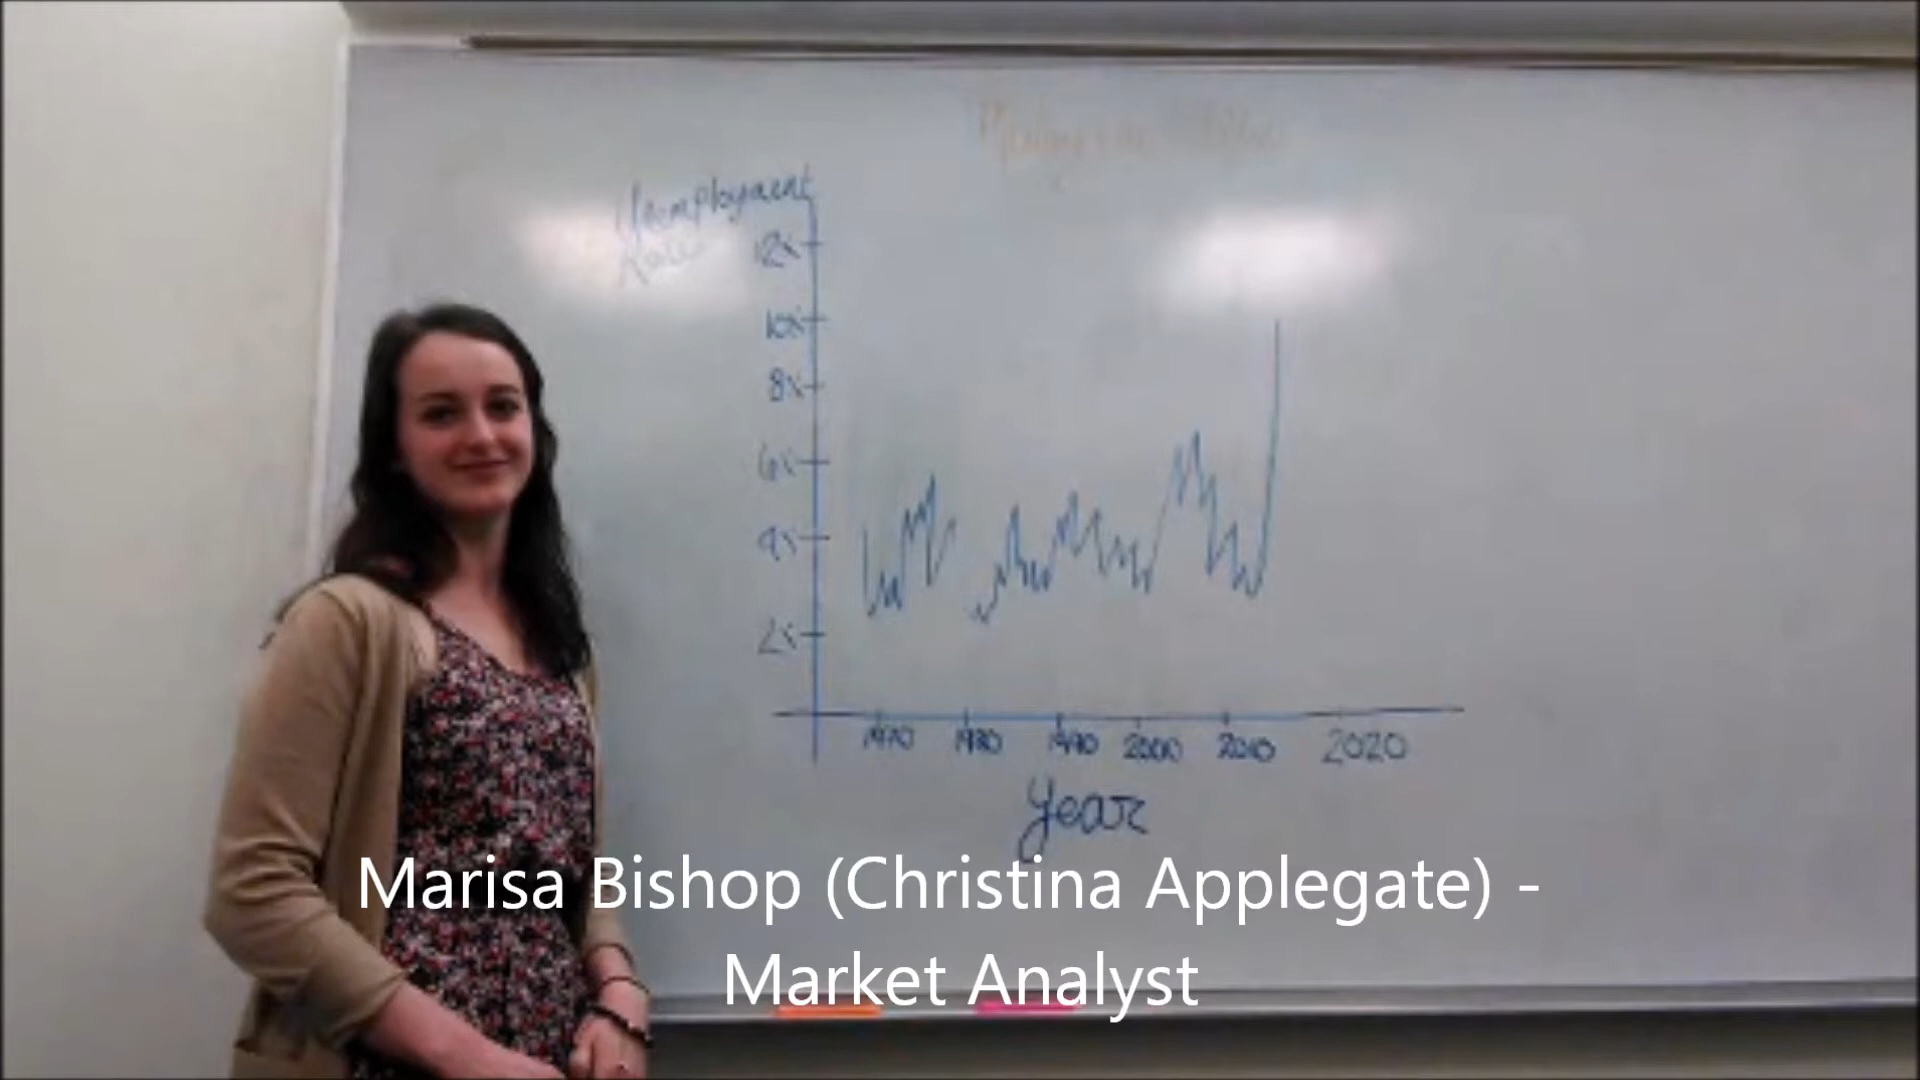 Unemployment
Rate
12%
10%
8%
6%
4%
2%
1970 1980 1990 2000 2010 2020
Year
Marisa Bishop (Christina Applegate) -
Market Analyst